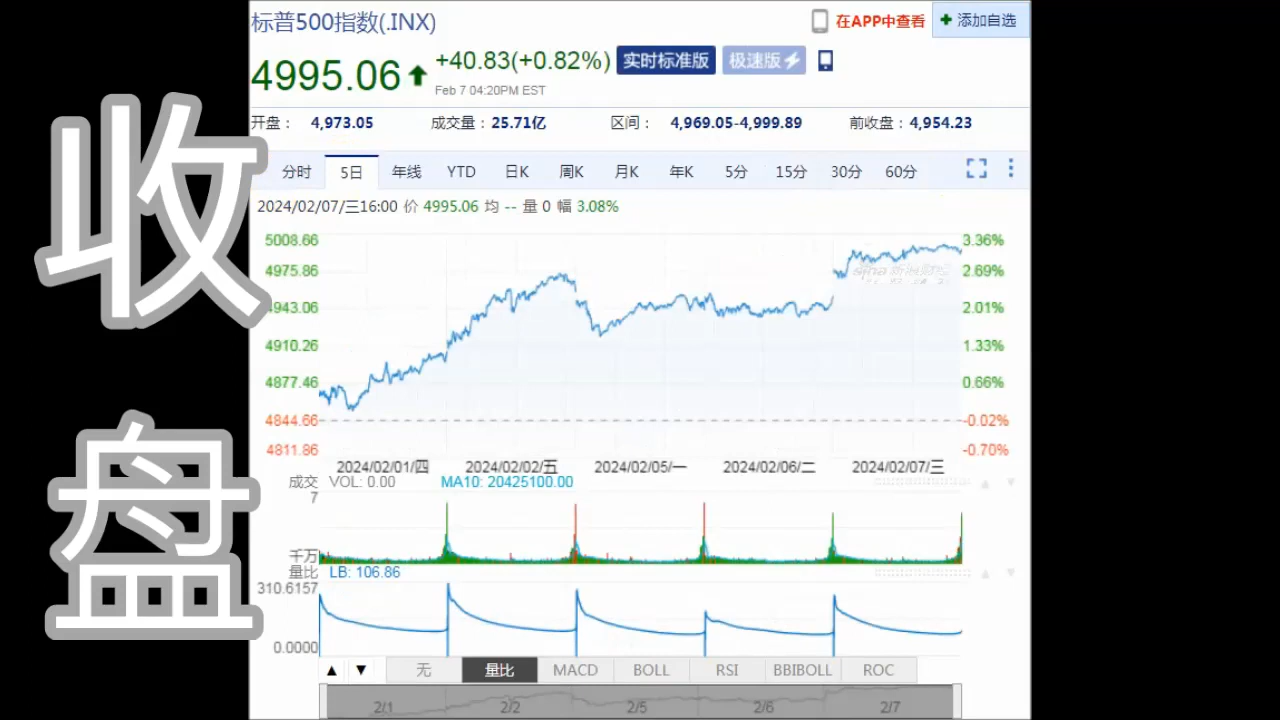 收盘
标普500指数(.INX)
在APP中查看
添加自选
4995.06
+40.83(+0.82%)
实时标准版
极速版
Feb 7 04:20PM EST
开盘: 4,973.05
成交量: 25.71亿
区间: 4,969.05-4,999.89
前收盘: 4,954.23
分时 5日 年线 YTD 日K 周K 月K 年K 5分 15分 30分 60分
2024/02/07/三16:00 价 4995.06 均 -- 量 0 幅 3.08%
5008.66 3.36%
4975.86 2.69%
4943.06 2.01%
4910.26 1.33%
4877.46 0.66%
4844.66 -0.02%
4811.86 -0.70%
2024/02/01/四 2024/02/02/五 2024/02/05/一 2024/02/06/二 2024/02/07/三
成交 VOL: 0.00 MA10: 20425100.00
7
千万
量比 LB: 106.86
310.6157
0.0000
无 量比 MACD BOLL RSI BBIBOLL ROC
2/1 2/2 2/5 2/6 2/7